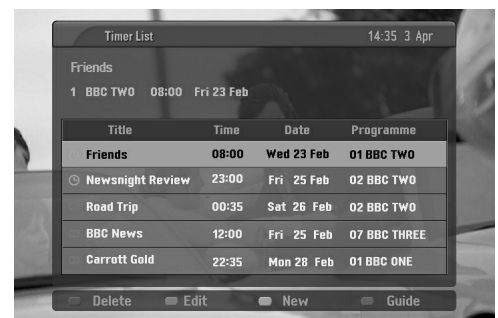 Timer List 14:35 3 Apr
Friends
1 BBC TWO 08:00 Fri 23 Feb
Title Time Date Programme
Friends 08:00 Wed 23 Feb 01 BBC TWO
Newsnight Review 23:00 Fri 25 Feb 02 BBC TWO
Road Trip 00:35 Sat 26 Feb 02 BBC TWO
BBC News 12:00 Fri 25 Feb 07 BBC THREE
Carrott Gold 22:35 Mon 28 Feb 01 BBC ONE
Delete Edit New Guide